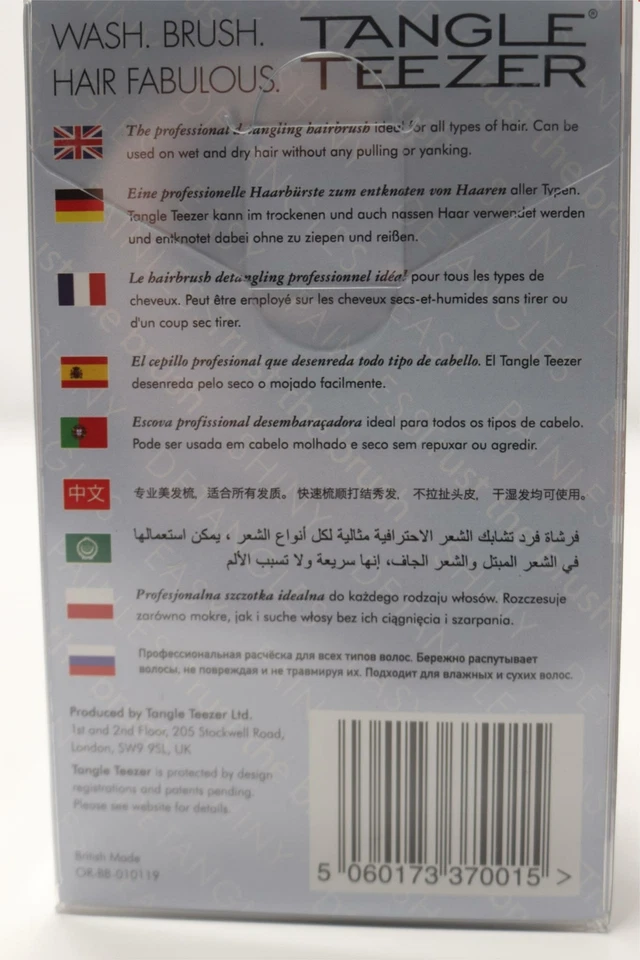 WASH. BRUSH.
HAIR FABULOUS.
TANGLE
TEEZER®
The professional detangling hairbrush ideal for all types of hair. Can be
used on wet and dry hair without any pulling or yanking.
Eine professionelle Haarbürste zum entknoten von Haaren aller Typen.
Tangle Teezer kann im trockenen und auch nassen Haar verwendet werden
und entknotet dabei ohne zu ziepen und reißen.
Le hairbrush detangling professionnel idéal pour tous les types de
cheveux. Peut être employé sur les cheveux secs-et-humides sans tirer ou
d'un coup sec tirer.
El cepillo profesional que desenreda todo tipo de cabello. El Tangle Teezer
desenreda pelo seco o mojado facilmente.
Escova profissional desembaraçadora ideal para todos os tipos de cabelo.
Pode ser usada em cabelo molhado e seco sem repuxar ou agredir.
中文
专业美发梳，适合所有发质。快速梳顺打结秀发，不拉扯头皮，干湿发均可使用。
فرشاة فرد تشابك الشعر الاحترافية مثالية لكل أنواع الشعر ، يمكن استعمالها
في الشعر المبتل والشعر الجاف، إنها سريعة ولا تسبب الألم
Profesjonalna szczotka idealna do każdego rodzaju włosów. Rozczesuje
zarówno mokre, jak i suche włosy bez ich ciągnięcia i szarpania.
Профессиональная расчёска для всех типов волос. Бережно распутывает
волосы, не повреждая и не травмируя их. Подходит для влажных и сухих волос.
Produced by Tangle Teezer Ltd.
1st and 2nd Floor, 205 Stockwell Road,
London, SW9 9SL, UK
Tangle Teezer is protected by design
registrations and patents pending.
Please see website for details.
British Made
OR-BB-010119
5 060173 370015 >